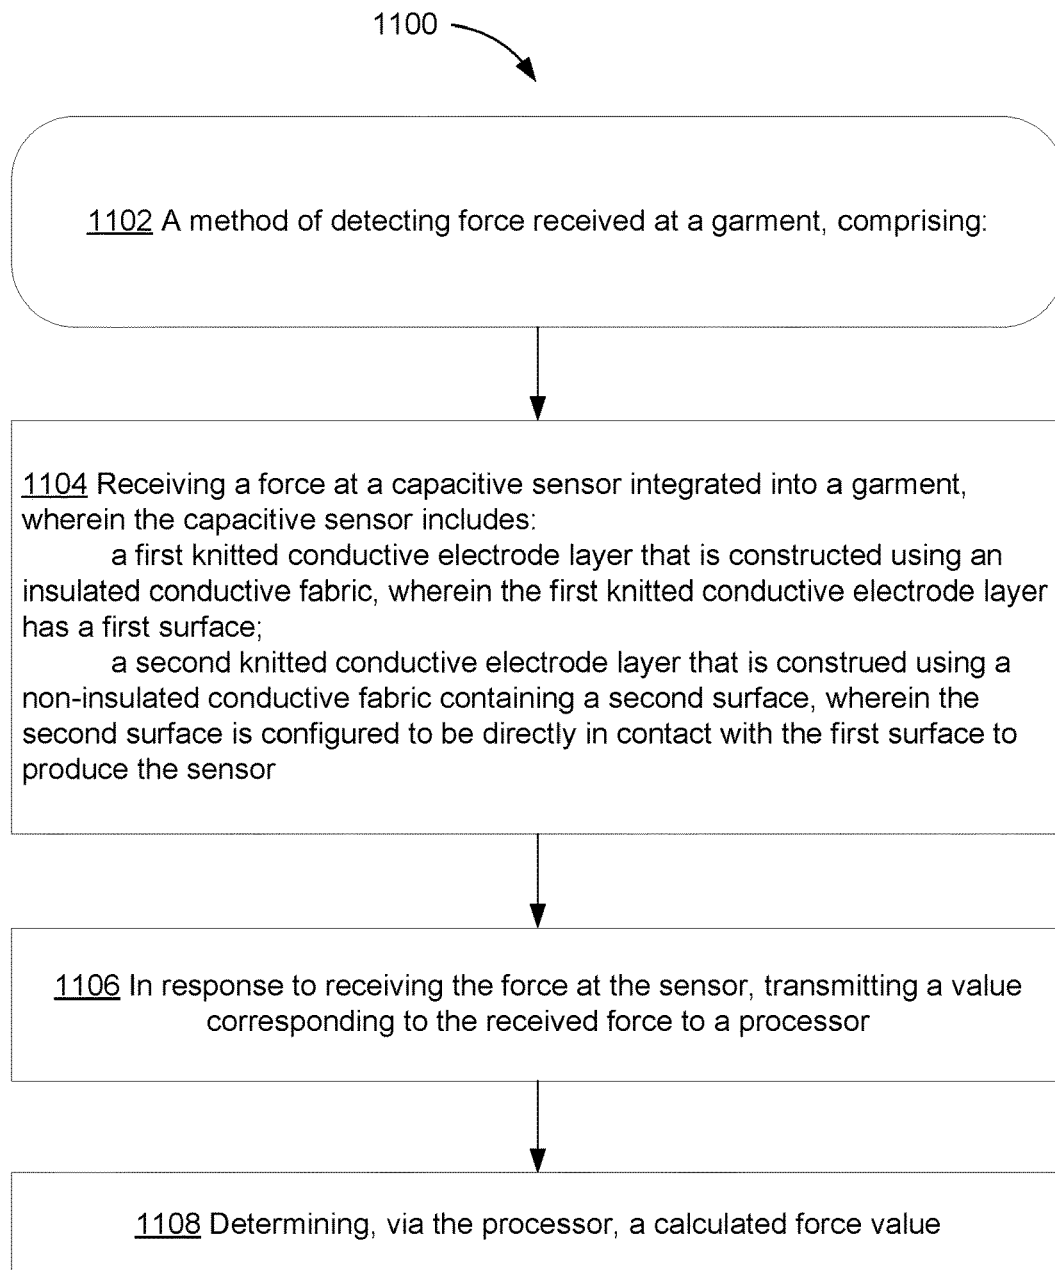 1100
1102 A method of detecting force received at a garment, comprising:
1104 Receiving a force at a capacitive sensor integrated into a garment,
wherein the capacitive sensor includes:
a first knitted conductive electrode layer that is constructed using an
insulated conductive fabric, wherein the first knitted conductive electrode layer
has a first surface;
a second knitted conductive electrode layer that is construed using a
non-insulated conductive fabric containing a second surface, wherein the
second surface is configured to be directly in contact with the first surface to
produce the sensor
1106 In response to receiving the force at the sensor, transmitting a value
corresponding to the received force to a processor
1108 Determining, via the processor, a calculated force value